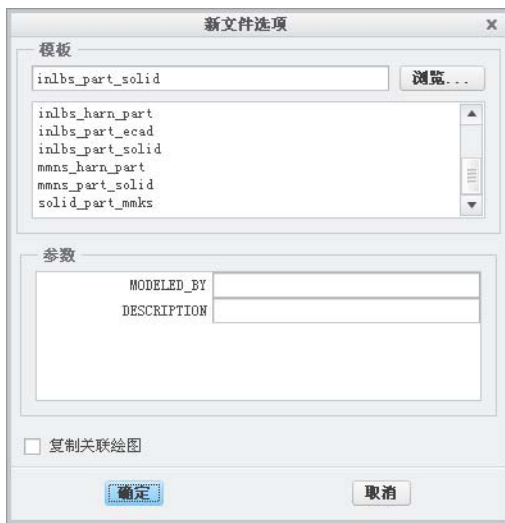 新文件选项
模板
inlbs_part_solid
浏览...
inlbs_harn_part
inlbs_part_ecad
inlbs_part_solid
mmns_harn_part
mmns_part_solid
solid_part_mmks
参数
MODELED_BY
DESCRIPTION
复制关联绘图
确定
取消